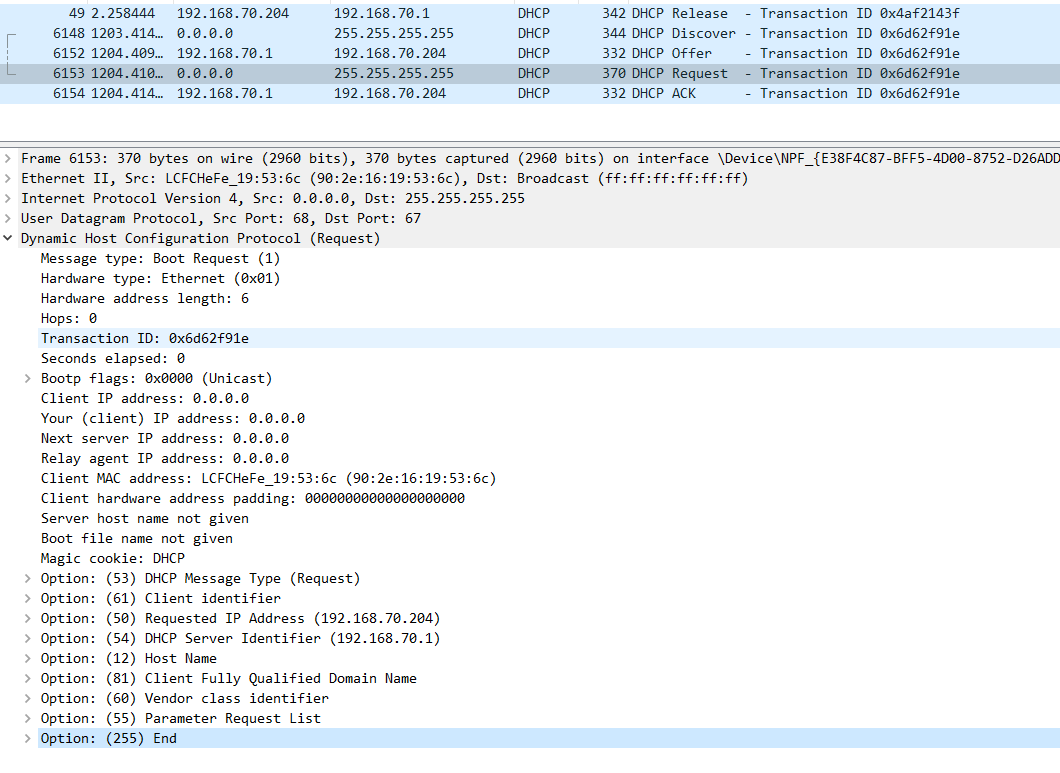 49 2.258444 192.168.70.204 192.168.70.1 DHCP 342 DHCP Release - Transaction ID 0x4af2143f
6148 1203.414… 0.0.0.0 255.255.255.255 DHCP 344 DHCP Discover - Transaction ID 0x6d62f91e
6152 1204.409… 192.168.70.1 192.168.70.204 DHCP 332 DHCP Offer - Transaction ID 0x6d62f91e
6153 1204.410… 0.0.0.0 255.255.255.255 DHCP 370 DHCP Request - Transaction ID 0x6d62f91e
6154 1204.414… 192.168.70.1 192.168.70.204 DHCP 332 DHCP ACK - Transaction ID 0x6d62f91e
Frame 6153: 370 bytes on wire (2960 bits), 370 bytes captured (2960 bits) on interface \Device\NPF_{E38F4C87-BFF5-4D00-8752-D26ADD
Ethernet II, Src: LCFCHeFe_19:53:6c (90:2e:16:19:53:6c), Dst: Broadcast (ff:ff:ff:ff:ff:ff)
Internet Protocol Version 4, Src: 0.0.0.0, Dst: 255.255.255.255
User Datagram Protocol, Src Port: 68, Dst Port: 67
Dynamic Host Configuration Protocol (Request)
Message type: Boot Request (1)
Hardware type: Ethernet (0x01)
Hardware address length: 6
Hops: 0
Transaction ID: 0x6d62f91e
Seconds elapsed: 0
Bootp flags: 0x0000 (Unicast)
Client IP address: 0.0.0.0
Your (client) IP address: 0.0.0.0
Next server IP address: 0.0.0.0
Relay agent IP address: 0.0.0.0
Client MAC address: LCFCHeFe_19:53:6c (90:2e:16:19:53:6c)
Client hardware address padding: 00000000000000000000
Server host name not given
Boot file name not given
Magic cookie: DHCP
Option: (53) DHCP Message Type (Request)
Option: (61) Client identifier
Option: (50) Requested IP Address (192.168.70.204)
Option: (54) DHCP Server Identifier (192.168.70.1)
Option: (12) Host Name
Option: (81) Client Fully Qualified Domain Name
Option: (60) Vendor class identifier
Option: (55) Parameter Request List
Option: (255) End